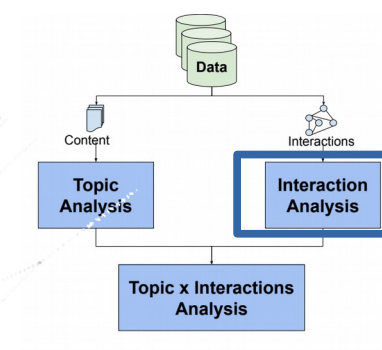 Data
Content
Interactions
Topic
Analysis
Interaction
Analysis
Topic x Interactions
Analysis